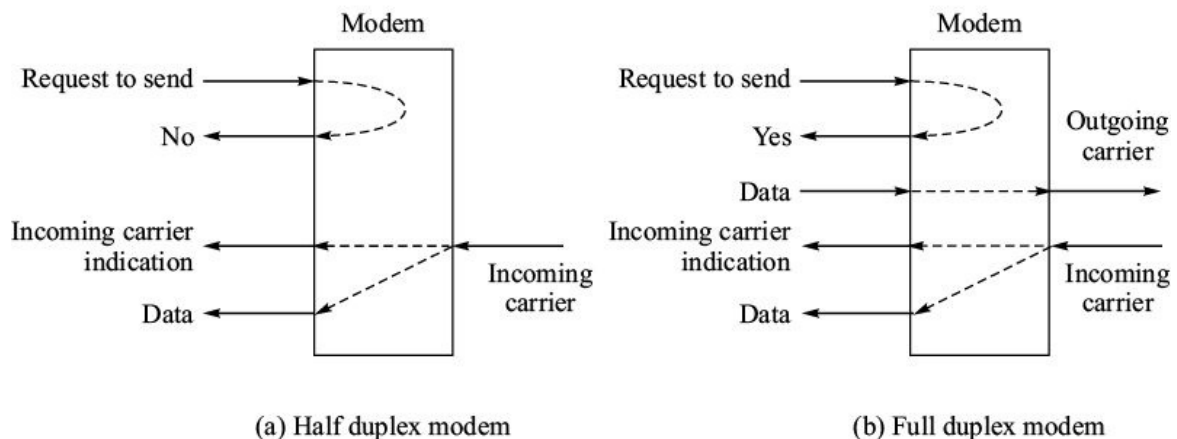 Modem
Request to send
No
Incoming carrier
indication
Incoming
carrier
Data
(a) Half duplex modem
Modem
Request to send
Yes
Outgoing
carrier
Data
Incoming carrier
indication
Incoming
carrier
Data
(b) Full duplex modem